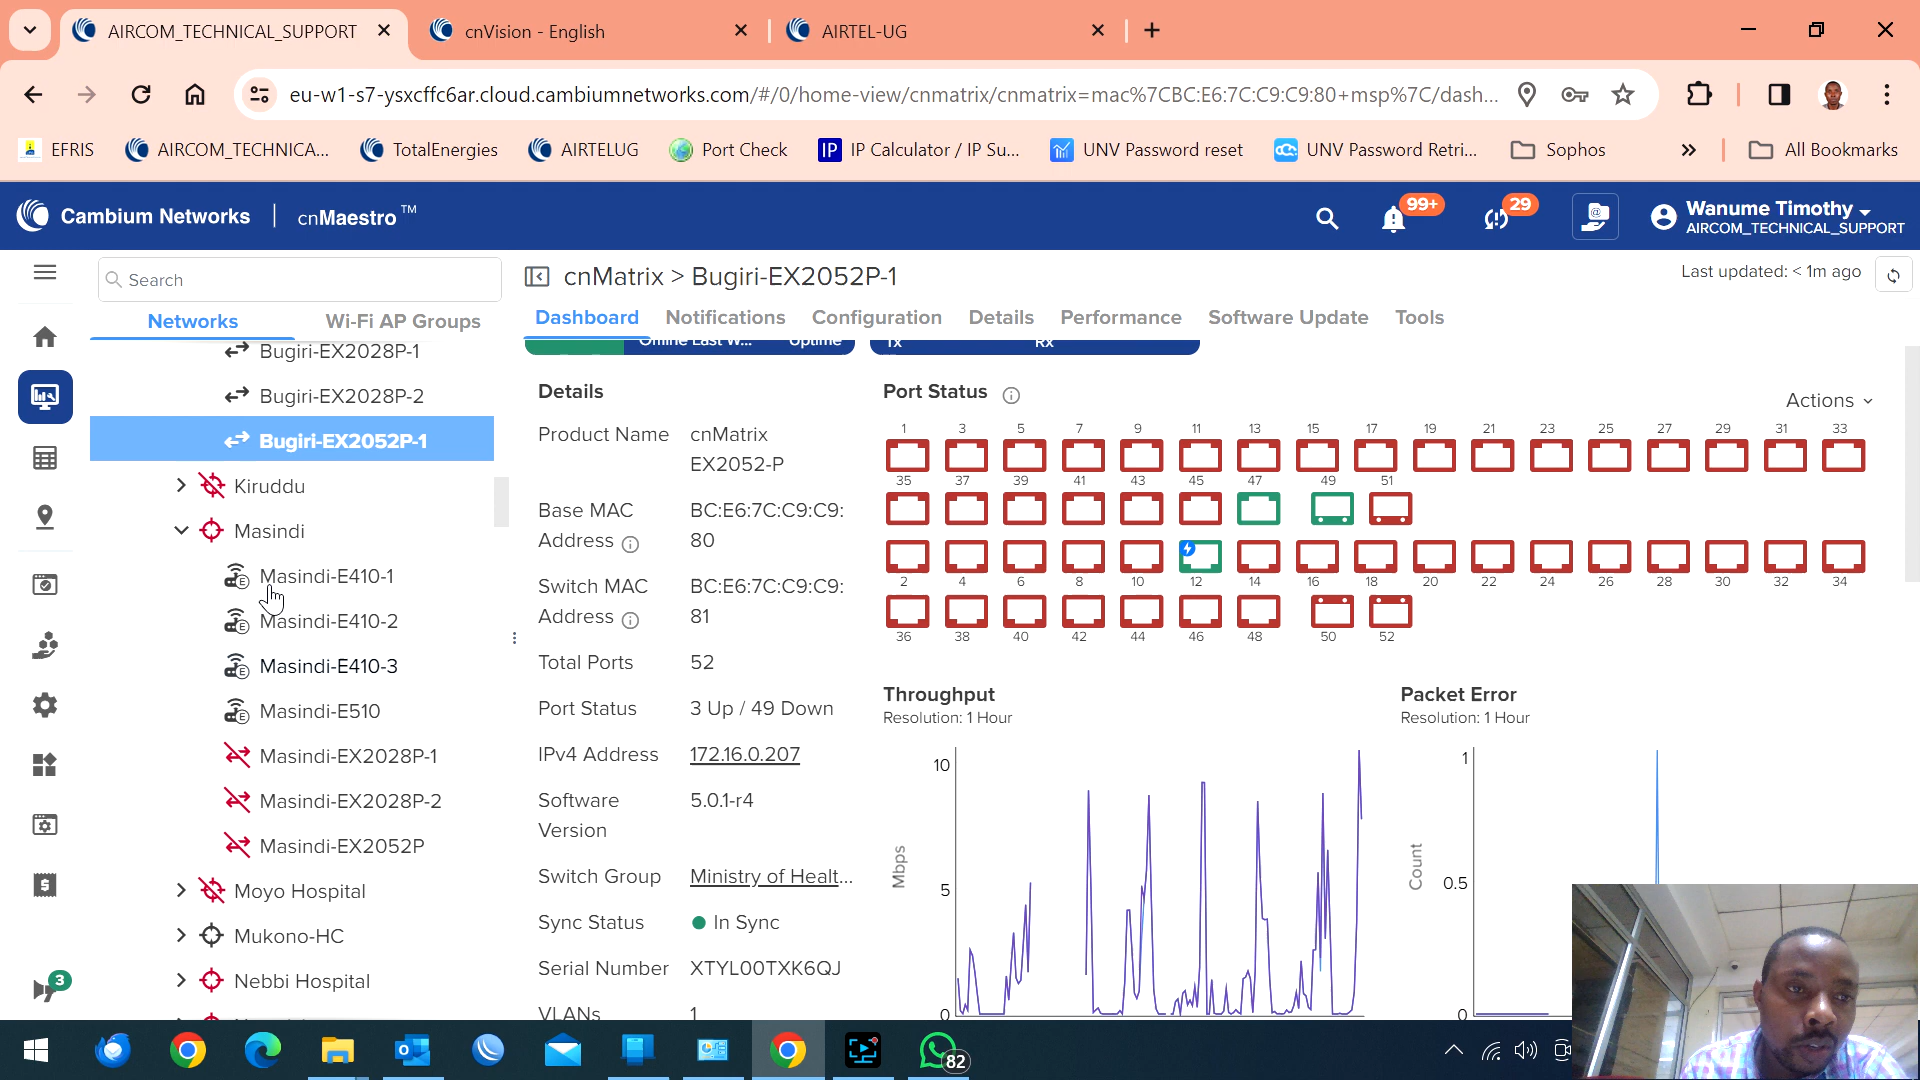 AIRCOM_TECHNICAL_SUPPORT
cnVision - English
AIRTEL-UG
eu-w1-s7-ysxcffc6ar.cloud.cambiumnetworks.com/#/0/home-view/cnmatrix/cnmatrix=mac%7CBC:E6:7C:C9:C9:80+msp%7C/dash...
EFRIS
AIRCOM_TECHNICA...
TotalEnergies
AIRTELUG
Port Check
IP
IP Calculator / IP Su...
UNV Password reset
UNV Password Retri...
Sophos
All Bookmarks
Cambium Networks
cnMaestro™
99+
29
Wanume Timothy
AIRCOM_TECHNICAL_SUPPORT
Search
cnMatrix > Bugiri-EX2052P-1
Last updated: < 1m ago
Networks
Wi-Fi AP Groups
Dashboard
Notifications
Configuration
Details
Performance
Software Update
Tools
Offline Last W...
Uptime
Tx
Rx
Bugiri-EX2028P-1
Bugiri-EX2028P-2
Bugiri-EX2052P-1
Kiruddu
Masindi
Masindi-E410-1
Masindi-E410-2
Masindi-E410-3
Masindi-E510
Masindi-EX2028P-1
Masindi-EX2028P-2
Masindi-EX2052P
Moyo Hospital
Mukono-HC
Nebbi Hospital
3
Details
Product Name cnMatrix
EX2052-P
Base MAC BC:E6:7C:C9:C9:
Address 80
Switch MAC BC:E6:7C:C9:C9:
Address 81
Total Ports 52
Port Status 3 Up / 49 Down
IPv4 Address 172.16.0.207
Software 5.0.1-r4
Version
Switch Group Ministry of Healt...
Sync Status In Sync
Serial Number XTYL00TXK6QJ
VLANs 1
Port Status
Actions
1 3 5 7 9 11 13 15 17 19 21 23 25 27 29 31 33
35 37 39 41 43 45 47 49 51
2 4 6 8 10 12 14 16 18 20 22 24 26 28 30 32 34
36 38 40 42 44 46 48 50 52
Throughput
Resolution: 1 Hour
10
5
0
Mbps
Packet Error
Resolution: 1 Hour
1
0.5
0
Count
82